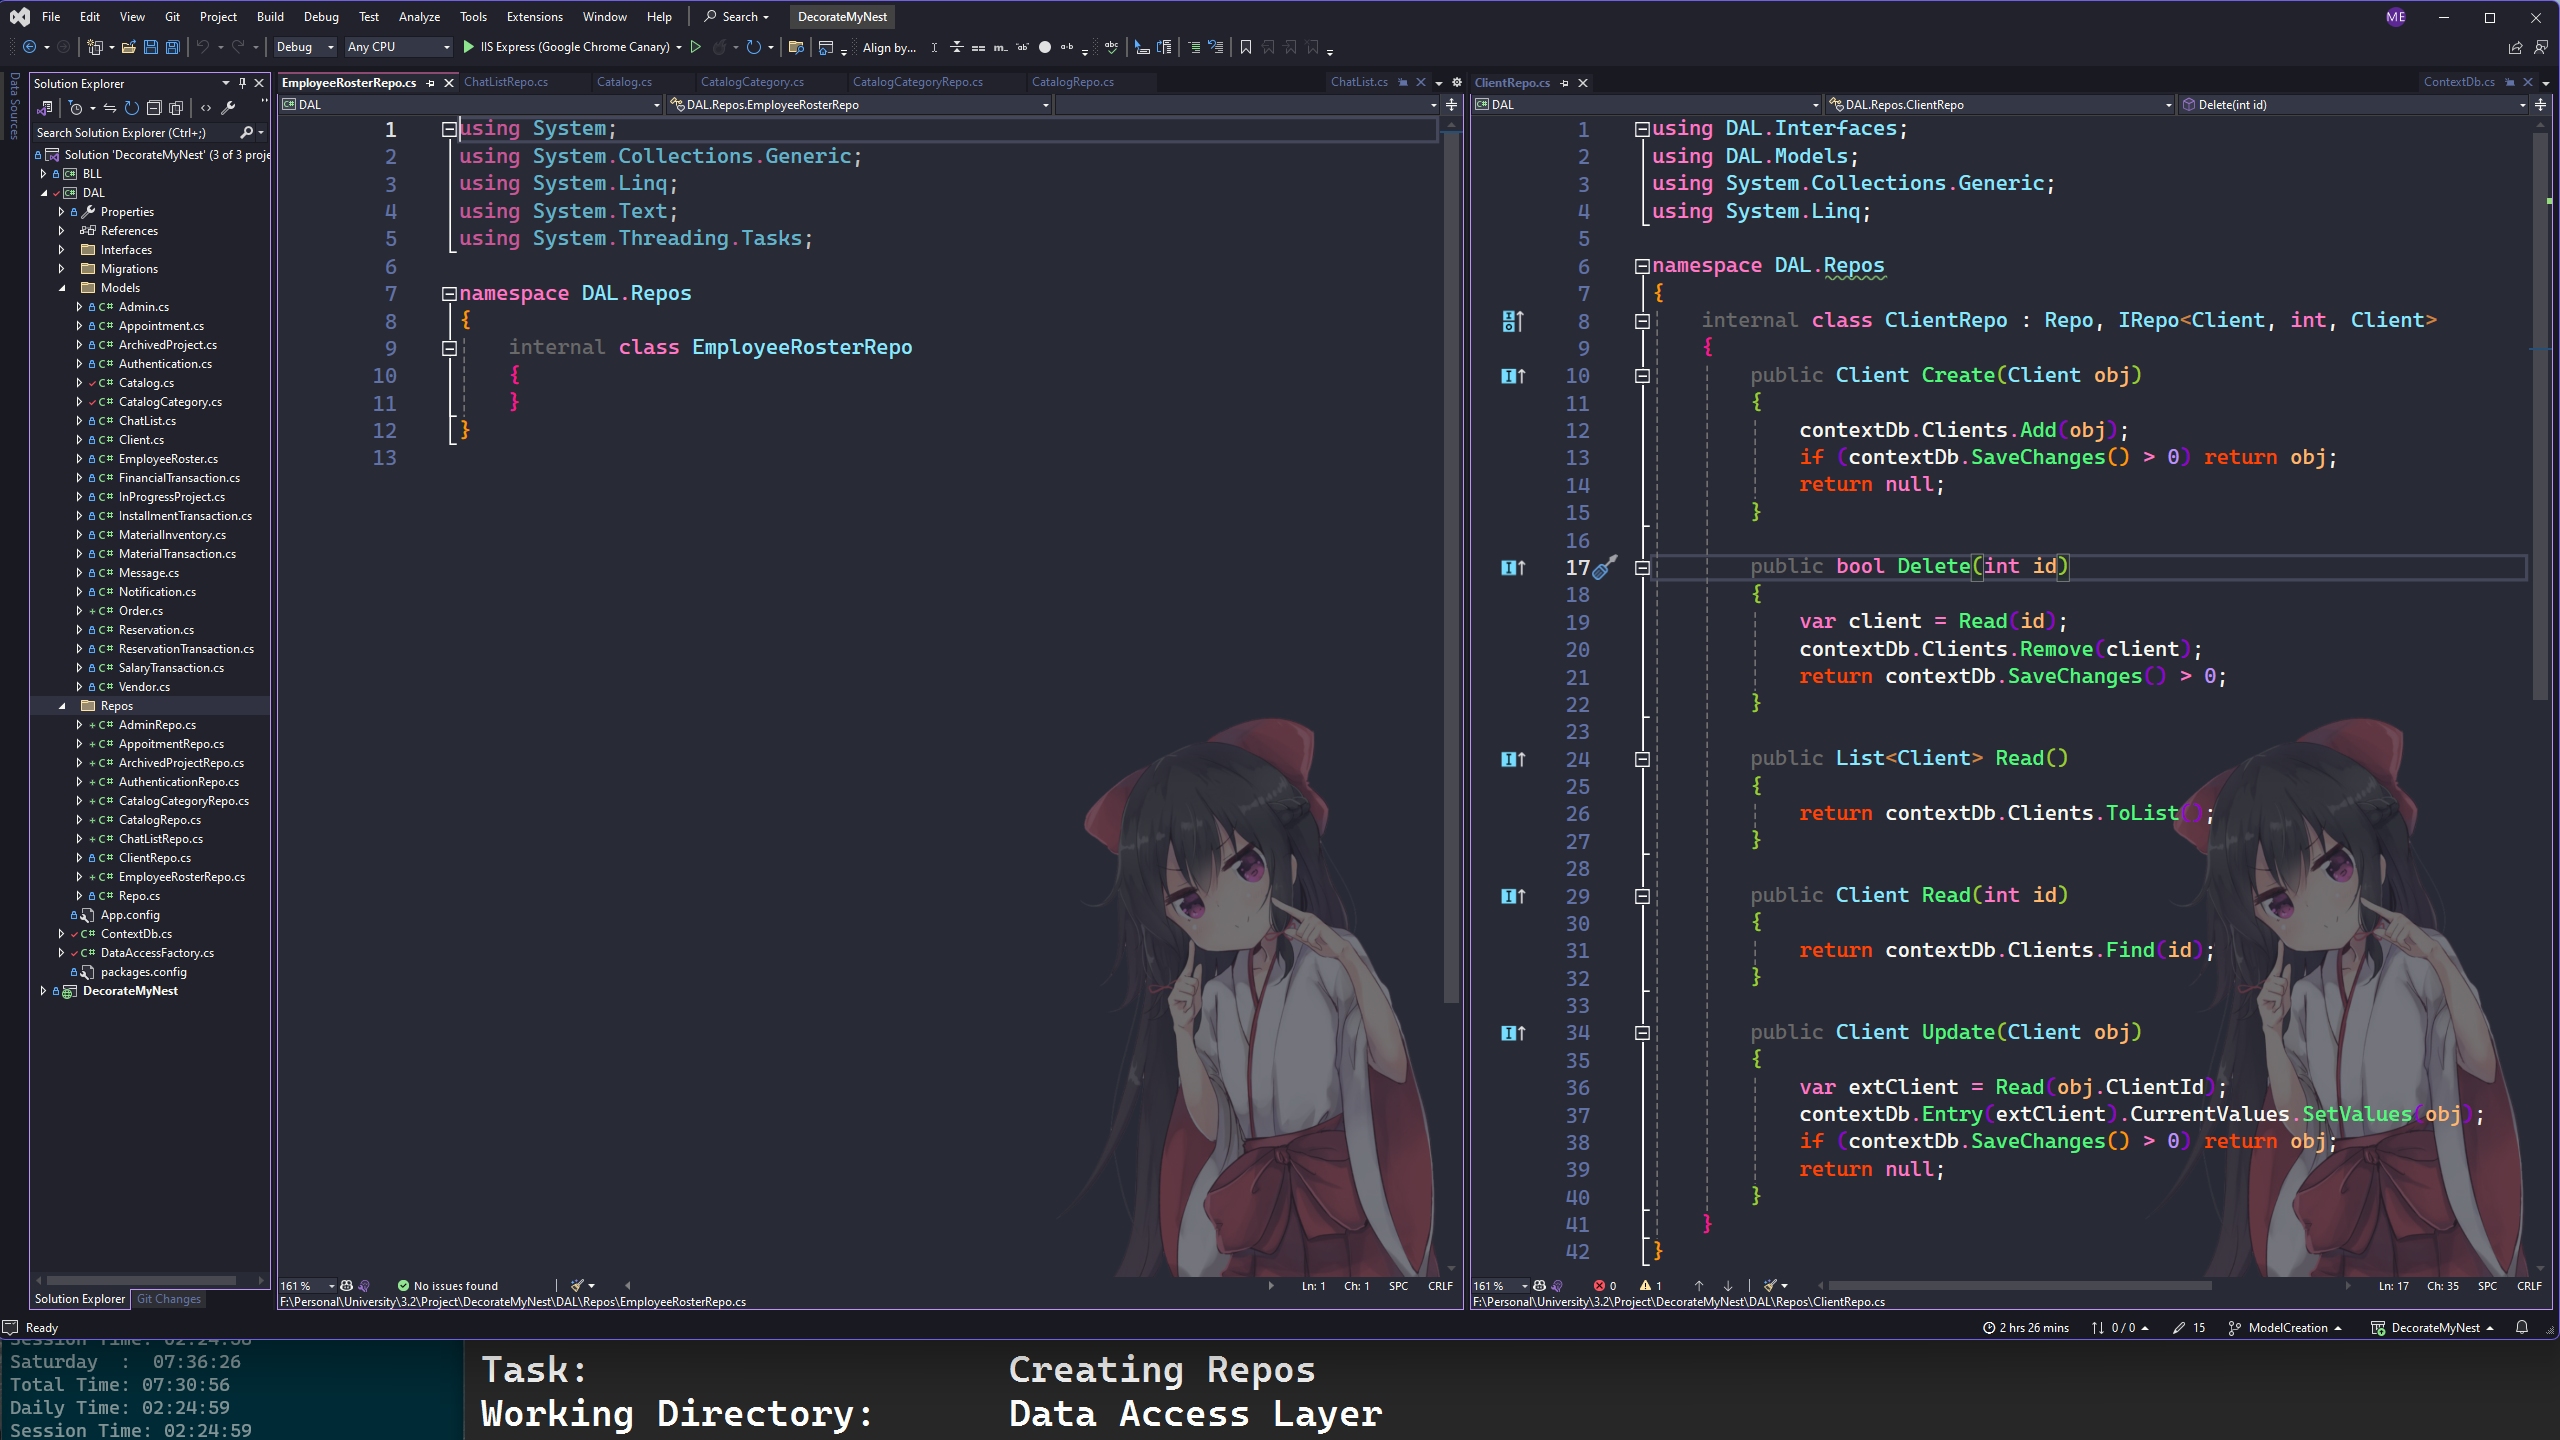 File Edit View Git Project Build Debug Test Analyze Tools Extensions Window Help Search DecorateMyNest ME
Debug Any CPU IIS Express (Google Chrome Canary) Align by...
Data Sources
Solution Explorer
Search Solution Explorer (Ctrl+;)
Solution 'DecorateMyNest' (3 of 3 proje
BLL
DAL
Properties
References
Interfaces
Migrations
Models
Admin.cs
Appointment.cs
ArchivedProject.cs
Authentication.cs
Catalog.cs
CatalogCategory.cs
ChatList.cs
Client.cs
EmployeeRoster.cs
FinancialTransaction.cs
InProgressProject.cs
InstallmentTransaction.cs
MaterialInventory.cs
MaterialTransaction.cs
Message.cs
Notification.cs
Order.cs
Reservation.cs
ReservationTransaction.cs
SalaryTransaction.cs
Vendor.cs
Repos
AdminRepo.cs
AppoitmentRepo.cs
ArchivedProjectRepo.cs
AuthenticationRepo.cs
CatalogCategoryRepo.cs
CatalogRepo.cs
ChatListRepo.cs
ClientRepo.cs
EmployeeRosterRepo.cs
Repo.cs
App.config
ContextDb.cs
DataAccessFactory.cs
packages.config
DecorateMyNest
Solution Explorer Git Changes
EmployeeRosterRepo.cs ChatListRepo.cs Catalog.cs CatalogCategory.cs CatalogCategoryRepo.cs CatalogRepo.cs ChatList.cs
DAL DAL.Repos.EmployeeRosterRepo
1 using System;
2 using System.Collections.Generic;
3 using System.Linq;
4 using System.Text;
5 using System.Threading.Tasks;
6
7 namespace DAL.Repos
8 {
9 internal class EmployeeRosterRepo
10 {
11 }
12 }
13
161 % No issues found Ln: 1 Ch: 1 SPC CRLF
F:\Personal\University\3.2\Project\DecorateMyNest\DAL\Repos\EmployeeRosterRepo.cs
ClientRepo.cs ContextDb.cs
DAL DAL.Repos.ClientRepo Delete(int id)
1 using DAL.Interfaces;
2 using DAL.Models;
3 using System.Collections.Generic;
4 using System.Linq;
5
6 namespace DAL.Repos
7 {
8 internal class ClientRepo : Repo, IRepo<Client, int, Client>
9 {
10 public Client Create(Client obj)
11 {
12 contextDb.Clients.Add(obj);
13 if (contextDb.SaveChanges() > 0) return obj;
14 return null;
15 }
16
17 public bool Delete(int id)
18 {
19 var client = Read(id);
20 contextDb.Clients.Remove(client);
21 return contextDb.SaveChanges() > 0;
22 }
23
24 public List<Client> Read()
25 {
26 return contextDb.Clients.ToList();
27 }
28
29 public Client Read(int id)
30 {
31 return contextDb.Clients.Find(id);
32 }
33
34 public Client Update(Client obj)
35 {
36 var extClient = Read(obj.ClientId);
37 contextDb.Entry(extClient).CurrentValues.SetValues(obj);
38 if (contextDb.SaveChanges() > 0) return obj;
39 return null;
40 }
41 }
42 }
161 % 0 1 Ln: 17 Ch: 35 SPC CRLF
F:\Personal\University\3.2\Project\DecorateMyNest\DAL\Repos\ClientRepo.cs
Ready 2 hrs 26 mins 0 / 0 15 ModelCreation DecorateMyNest
Saturday : 07:36:26
Total Time: 07:30:56
Daily Time: 02:24:59
Session Time: 02:24:59
Task: Creating Repos
Working Directory: Data Access Layer